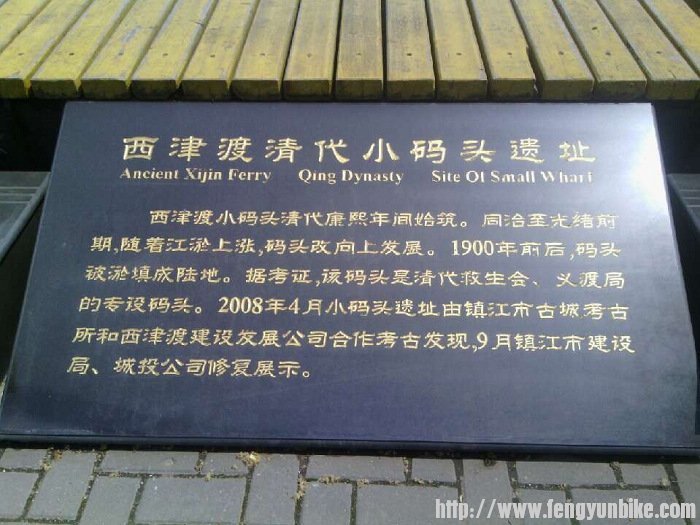 西津渡清代小码头遗址
Ancient Xijin Ferry Qing Dynasty Site Of Small Wharf
西津渡小码头清代康熙年间始筑。同治至光绪前
期,随着江淤上涨,码头改向上发展。1900年前后,码头
被淤填成陆地。据考证,该码头是清代救生会、义渡局
的专设码头。2008年4月小码头遗址由镇江市古城考古
所和西津渡建设发展公司合作考古发现,9月镇江市建设
局、城投公司修复展示。
http://www.fengyunbike.com